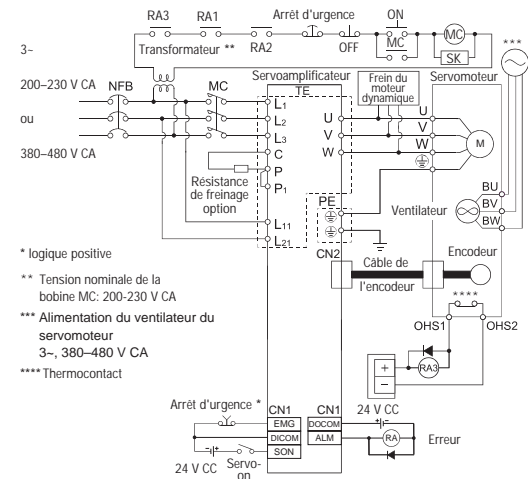 RA3 RA1 Arrêt d'urgence ON
3~ Transformateur ** RA2 OFF MC MC SK ***
200–230 V CA NFB MC Servoamplificateur Frein du moteur dynamique Servomoteur
TE
L1 U U
ou L2 V V
L3 W W M
380–480 V CA C
P
P1
Résistance de freinage option
PE
BU
Ventilateur BV
BW
L11
L21
CN2
Câble de l'encodeur
Encodeur
* logique positive
** Tension nominale de la
bobine MC: 200-230 V CA
*** Alimentation du ventilateur du
servomoteur
3~, 380–480 V CA
**** Thermocontact
****
OHS1 OHS2
+
−
RA3
24 V CC
Arrêt d'urgence *
CN1 CN1
EMG DOCOM
DICOM ALM RA Erreur
SON
24 V CC Servo-
on